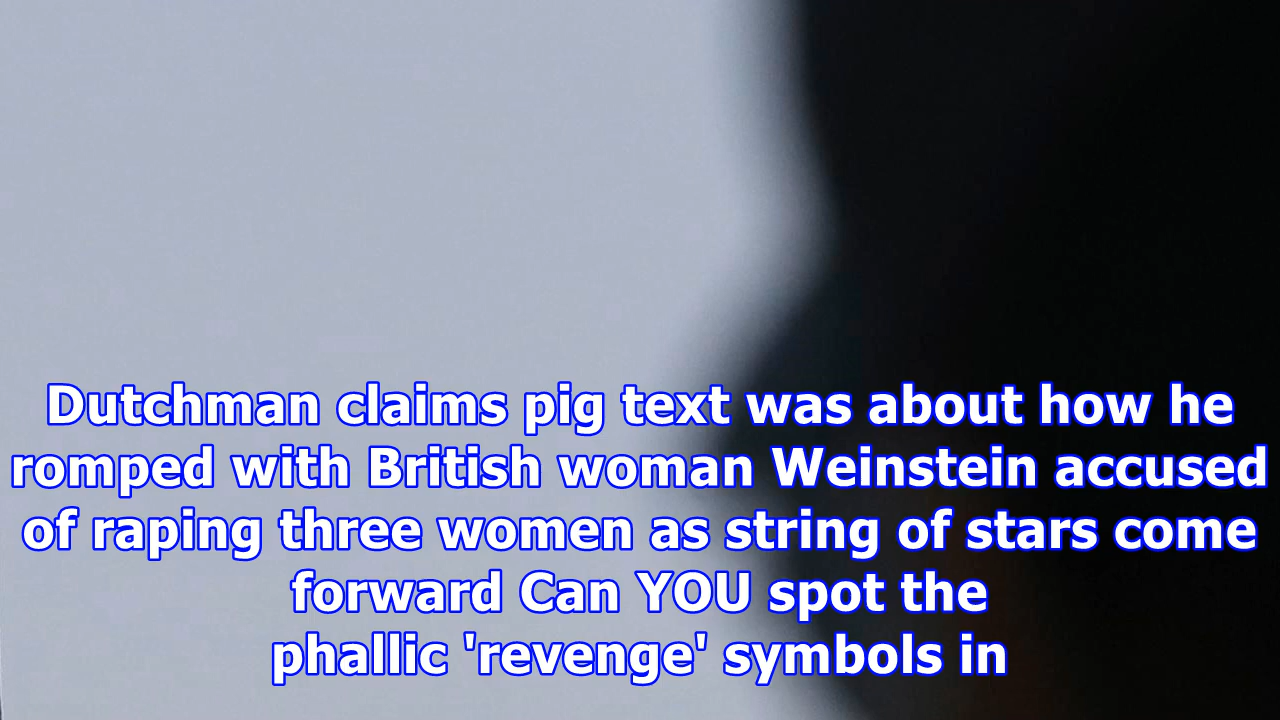 Dutchman claims pig text was about how he
romped with British woman Weinstein accused
of raping three women as string of stars come
forward Can YOU spot the
phallic 'revenge' symbols in